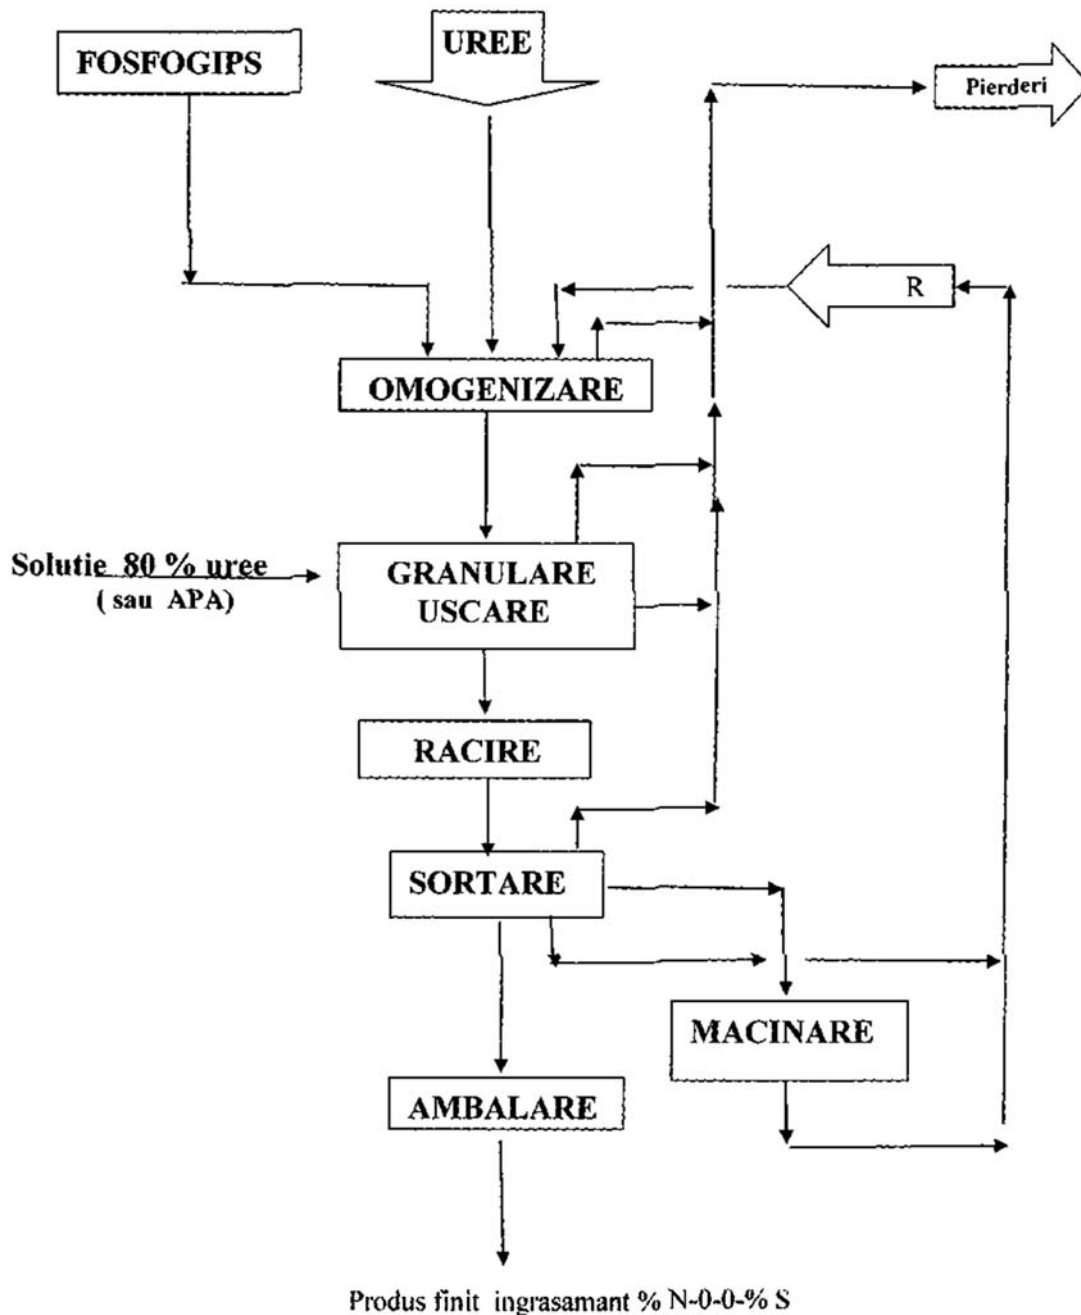 FOSFOGIPS
UREE
Pierderi
R
OMOGENIZARE
Solutie 80 % uree
( sau APA)
GRANULARE
USCARE
RACIRE
SORTARE
MACINARE
AMBALARE
Produs finit ingrasamant % N-0-0-% S